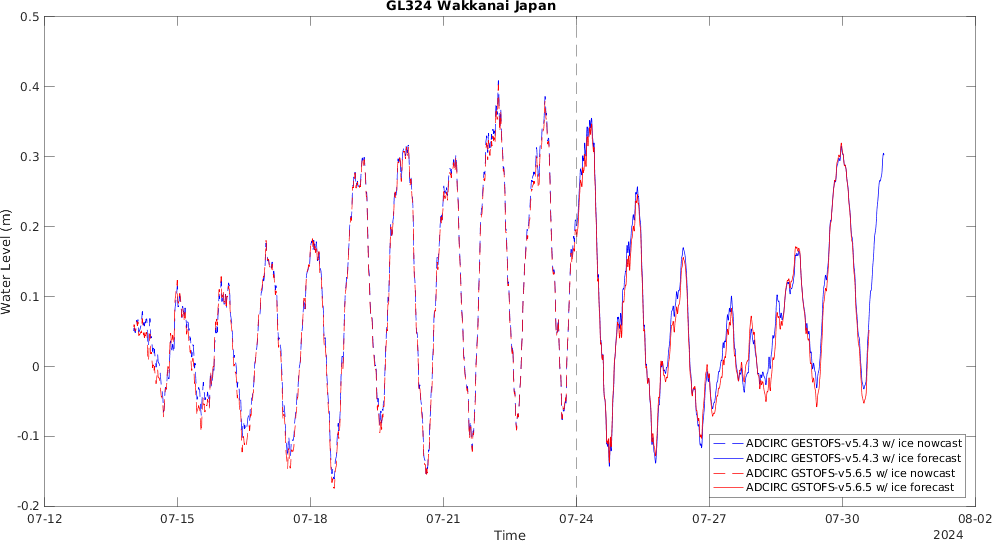 GL324 Wakkanai Japan
0.5
0.4
0.3
0.2
0.1
0
-0.1
-0.2
Water Level (m)
ADCIRC GESTOFS-v5.4.3 w/ ice nowcast
ADCIRC GESTOFS-v5.4.3 w/ ice forecast
ADCIRC GSTOFS-v5.6.5 w/ ice nowcast
ADCIRC GSTOFS-v5.6.5 w/ ice forecast
07-12 07-15 07-18 07-21 07-24 07-27 07-30 08-02
Time
2024